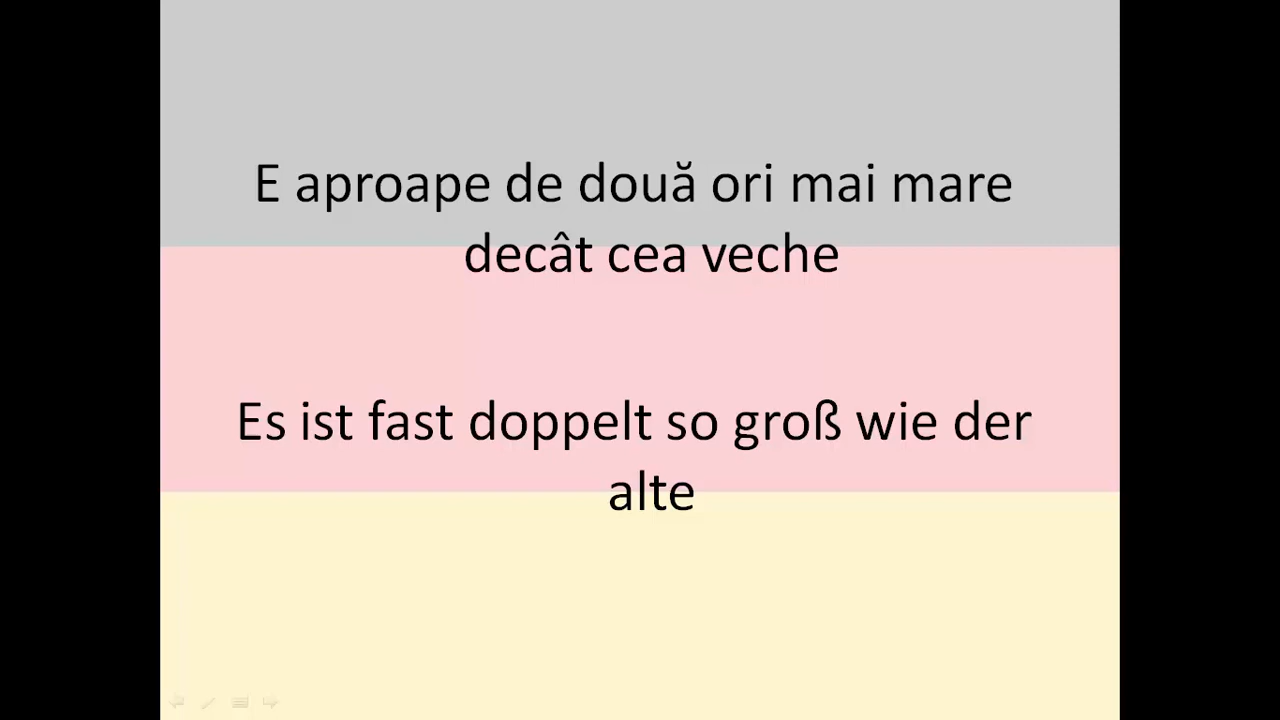 E aproape de două ori mai mare
decât cea veche
Es ist fast doppelt so groß wie der
alte